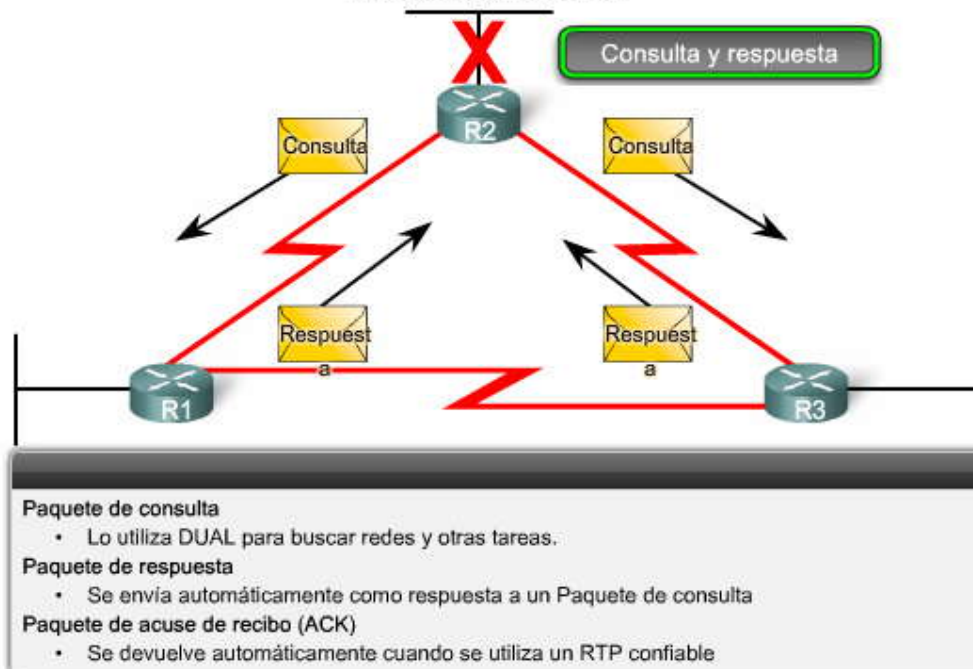 Consulta y respuesta
R2
Consulta
Consulta
Respuest
a
Respuest
a
R1
R3
Paquete de consulta
• Lo utiliza DUAL para buscar redes y otras tareas.
Paquete de respuesta
• Se envía automáticamente como respuesta a un Paquete de consulta
Paquete de acuse de recibo (ACK)
• Se devuelve automáticamente cuando se utiliza un RTP confiable